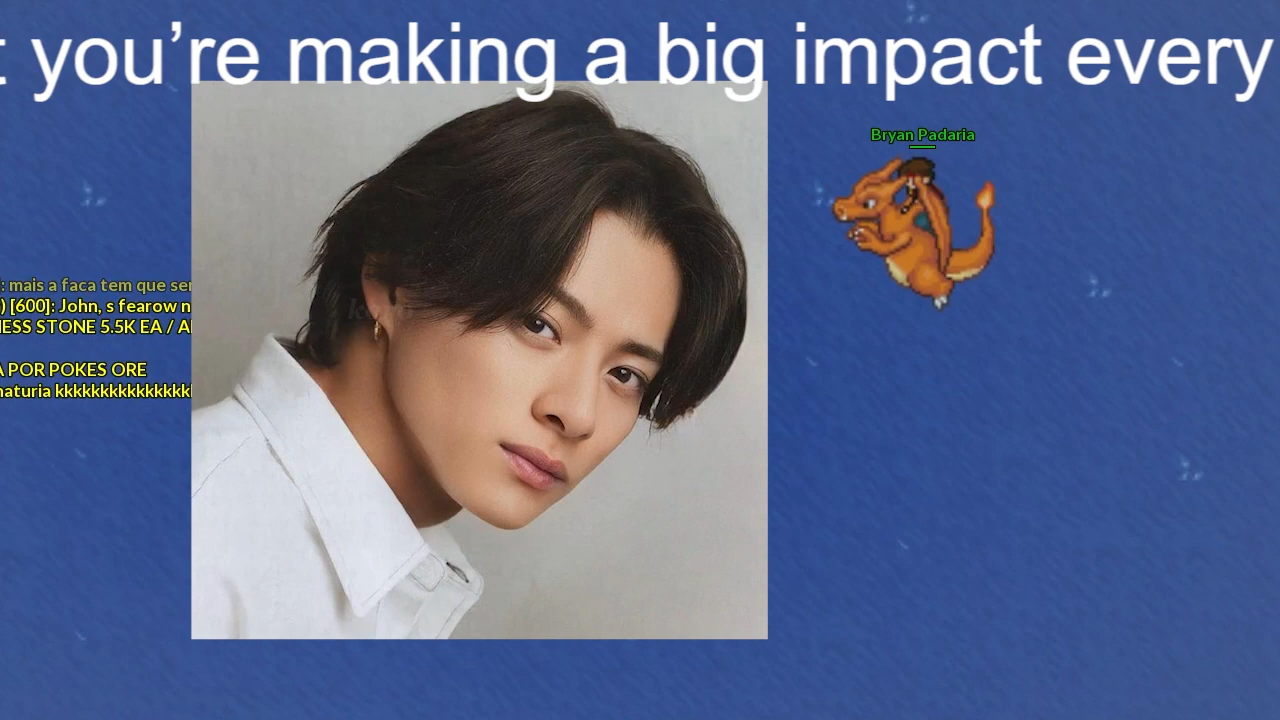 t you’re making a big impact every
Bryan Padaria
: mais a faca tem que ser
) [600]: John, s fearow n
NESS STONE 5.5K EA / A
A POR POKES ORE
naturia kkkkkkkkkkkkkkkk